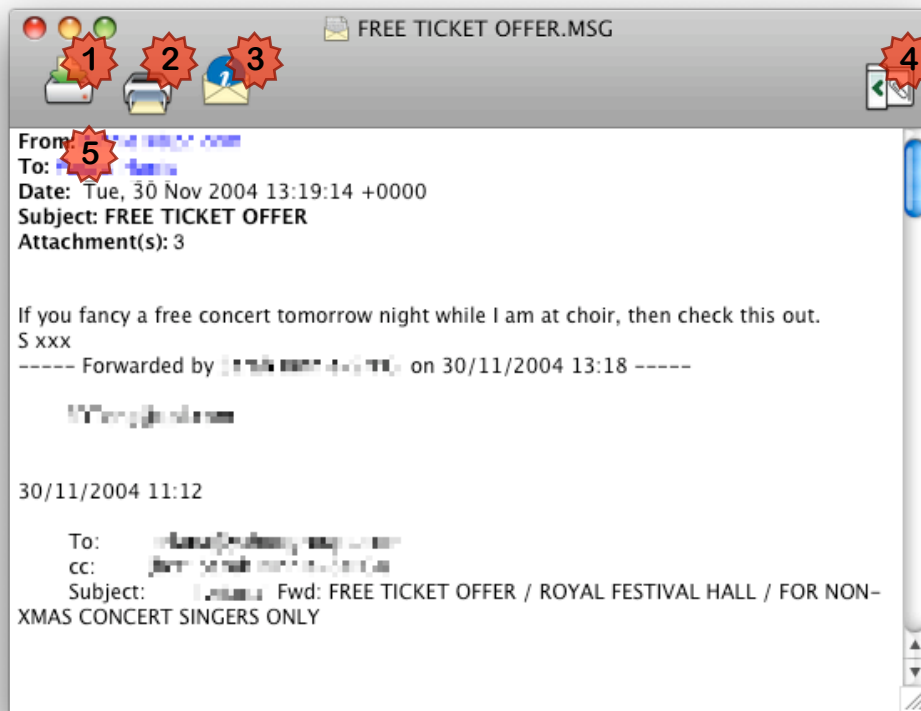 FREE TICKET OFFER.MSG
1 2 3 4
From:
5
To:
Date: Tue, 30 Nov 2004 13:19:14 +0000
Subject: FREE TICKET OFFER
Attachment(s): 3
If you fancy a free concert tomorrow night while I am at choir, then check this out.
S xxx
----- Forwarded by on 30/11/2004 13:18 -----
30/11/2004 11:12
To:
cc:
Subject: Fwd: FREE TICKET OFFER / ROYAL FESTIVAL HALL / FOR NON-
XMAS CONCERT SINGERS ONLY